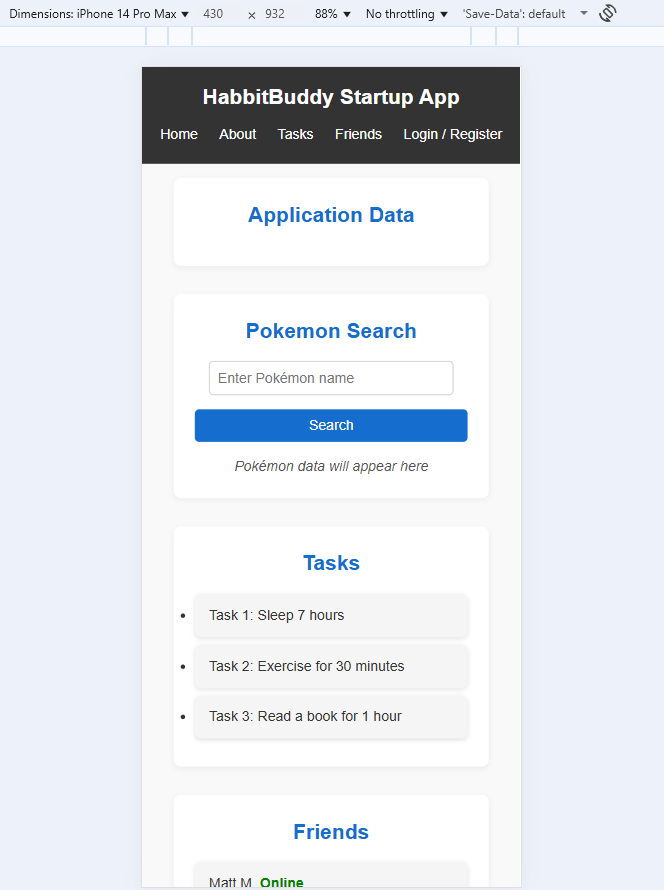 Dimensions: iPhone 14 Pro Max ▼ 430 × 932 88% ▼ No throttling ▼ 'Save-Data': default
HabbitBuddy Startup App
Home About Tasks Friends Login / Register
Application Data
Pokemon Search
Enter Pokémon name
Search
Pokémon data will appear here
Tasks
• Task 1: Sleep 7 hours
• Task 2: Exercise for 30 minutes
• Task 3: Read a book for 1 hour
Friends
Matt M. Online